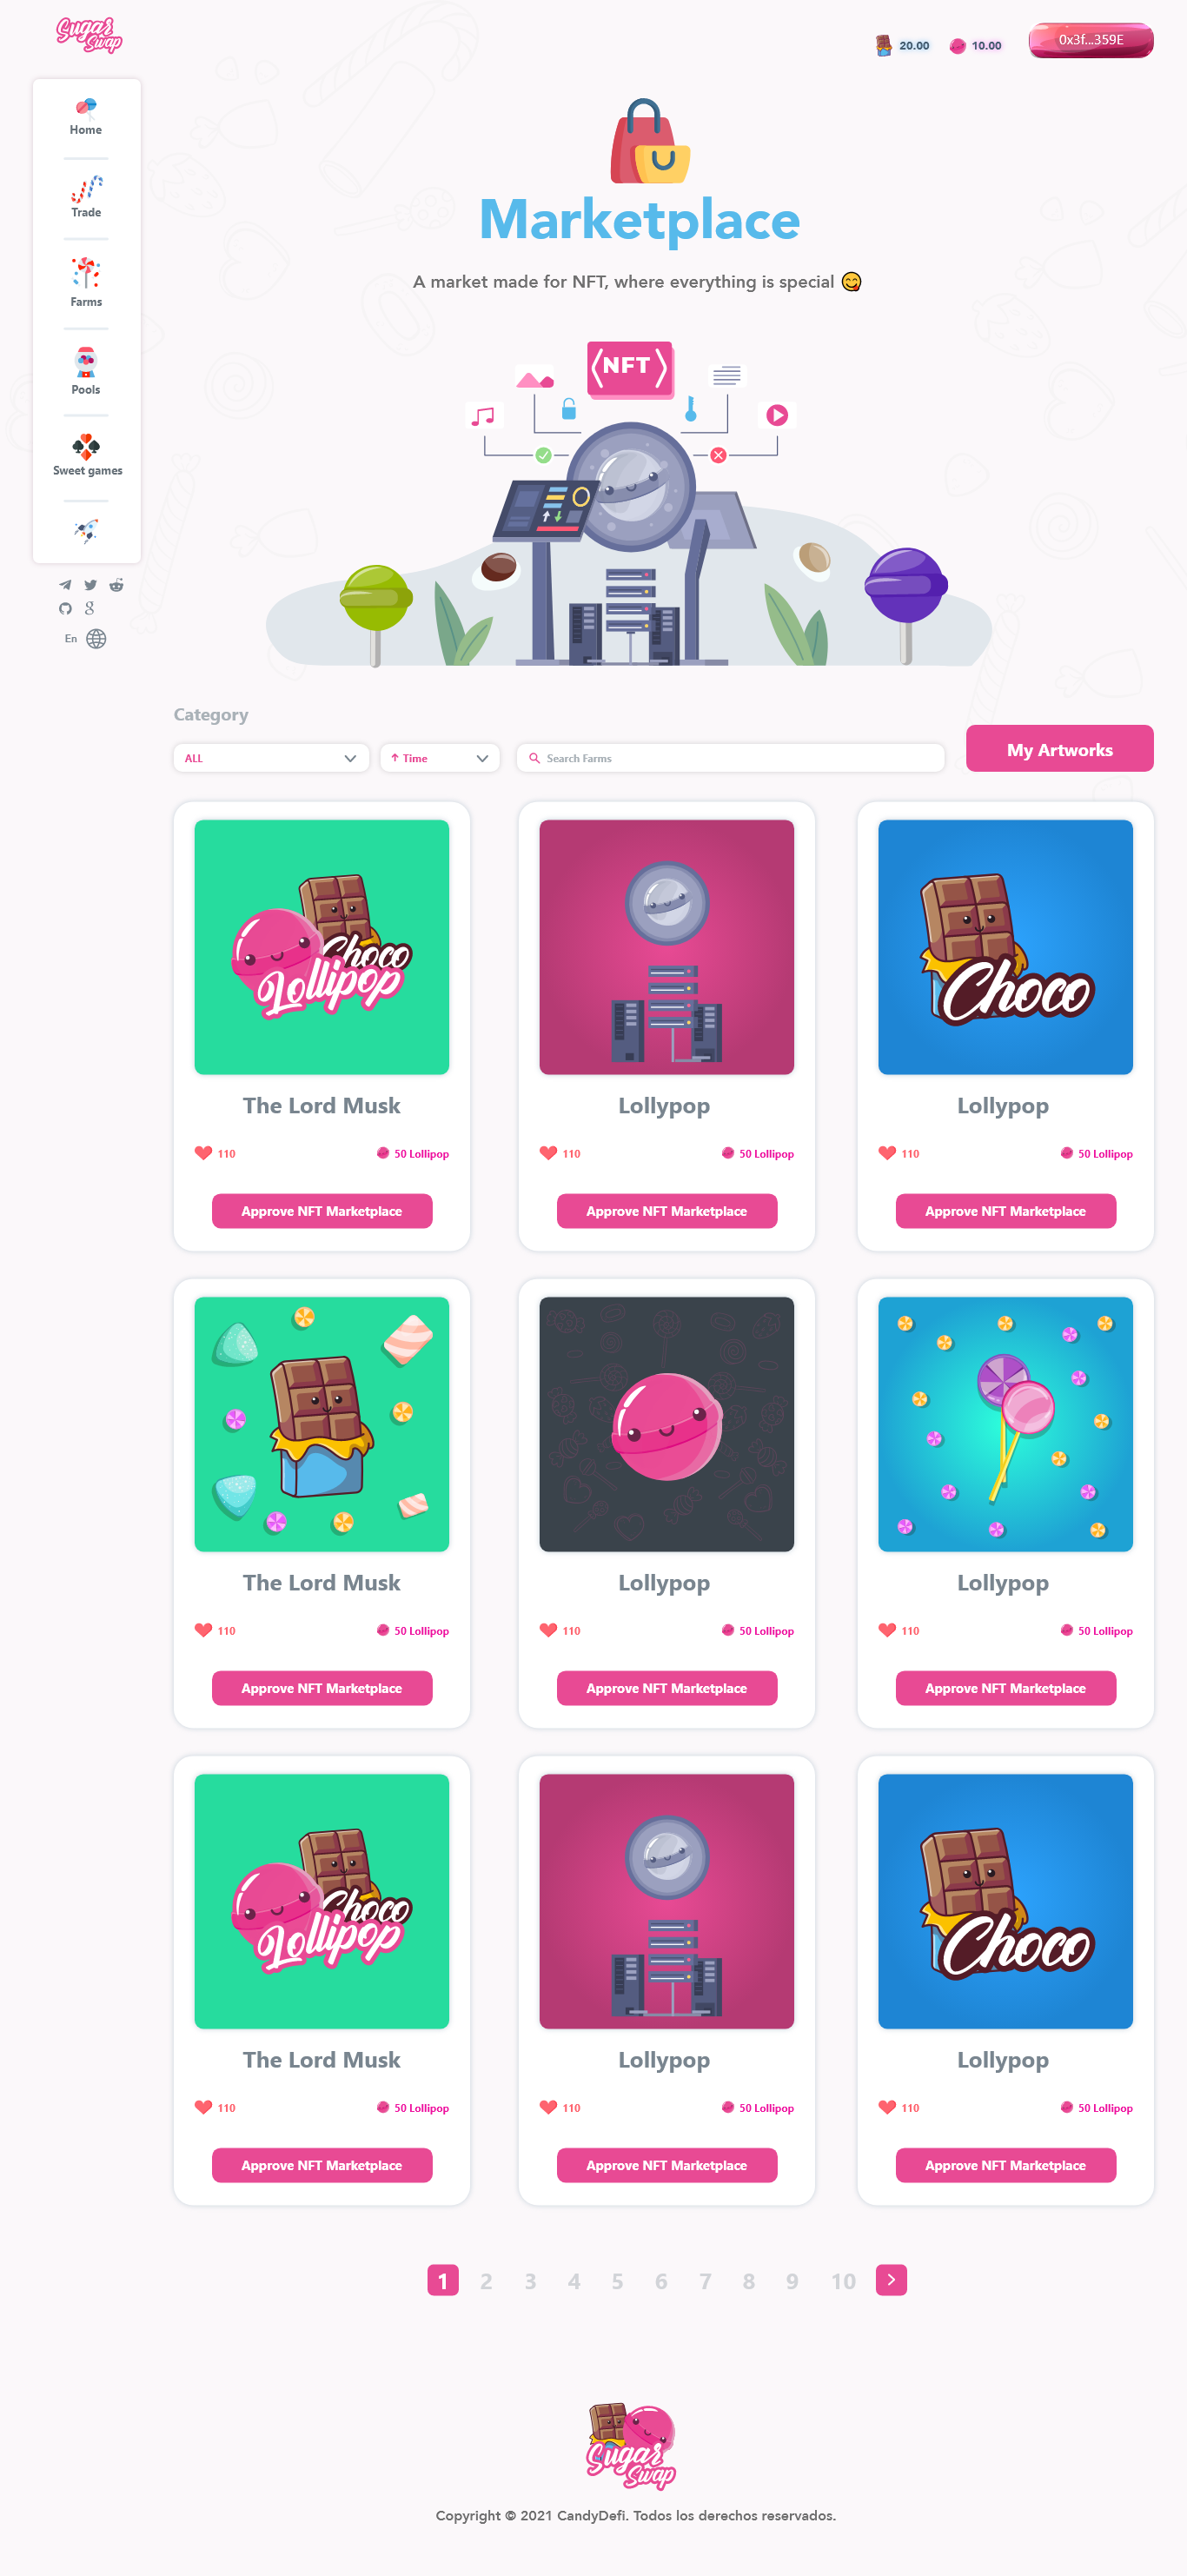 Sugar
Swap
20.00
10.00
0x3f...359E
Home
Trade
Farms
Pools
Sweet games
En
Marketplace
A market made for NFT, where everything is special 😋
NFT
Category
ALL
Time
Search Farms
My Artworks
Choco
Lollipop
Choco
The Lord Musk
Lollypop
Lollypop
110
50 Lollipop
110
50 Lollipop
110
50 Lollipop
Approve NFT Marketplace
Approve NFT Marketplace
Approve NFT Marketplace
The Lord Musk
Lollypop
Lollypop
110
50 Lollipop
110
50 Lollipop
110
50 Lollipop
Approve NFT Marketplace
Approve NFT Marketplace
Approve NFT Marketplace
Choco
Lollipop
Choco
The Lord Musk
Lollypop
Lollypop
110
50 Lollipop
110
50 Lollipop
110
50 Lollipop
Approve NFT Marketplace
Approve NFT Marketplace
Approve NFT Marketplace
1 2 3 4 5 6 7 8 9 10
Sugar
Swap
Copyright © 2021 CandyDefi. Todos los derechos reservados.